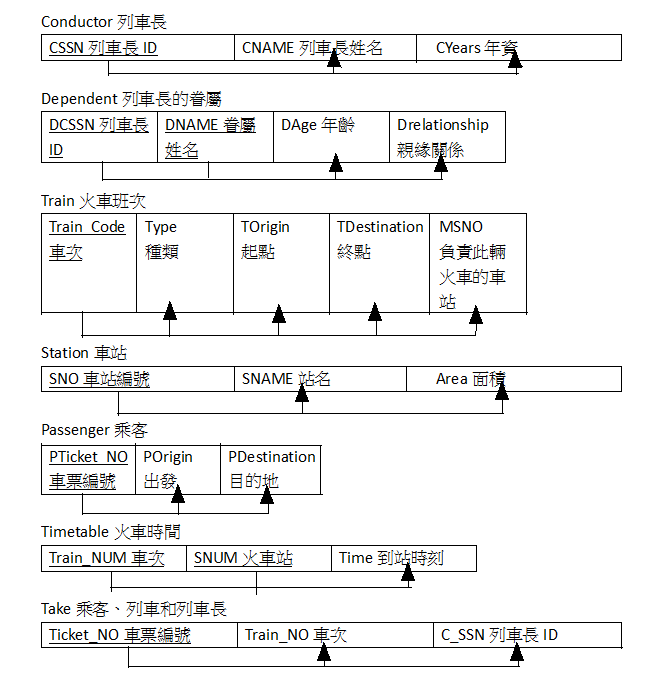 Conductor 列車長
CSSN 列車長 ID CNAME 列車長姓名 CYears 年資
Dependent 列車長的眷屬
DCSSN 列車長 ID DNAME 眷屬姓名 DAge 年齡 Drelationship 親緣關係
Train 火車班次
Train_Code 車次 Type 種類 TOrigin 起點 TDestination 終點 MSNO 負責此輛火車的車站
Station 車站
SNO 車站編號 SNAME 站名 Area 面積
Passenger 乘客
PTicket_NO 車票編號 POrigin 出發 PDestination 目的地
Timetable 火車時間
Train_NUM 車次 SNUM 火車站 Time 到站時刻
Take 乘客、列車和列車長
Ticket_NO 車票編號 Train_NO 車次 C_SSN 列車長 ID